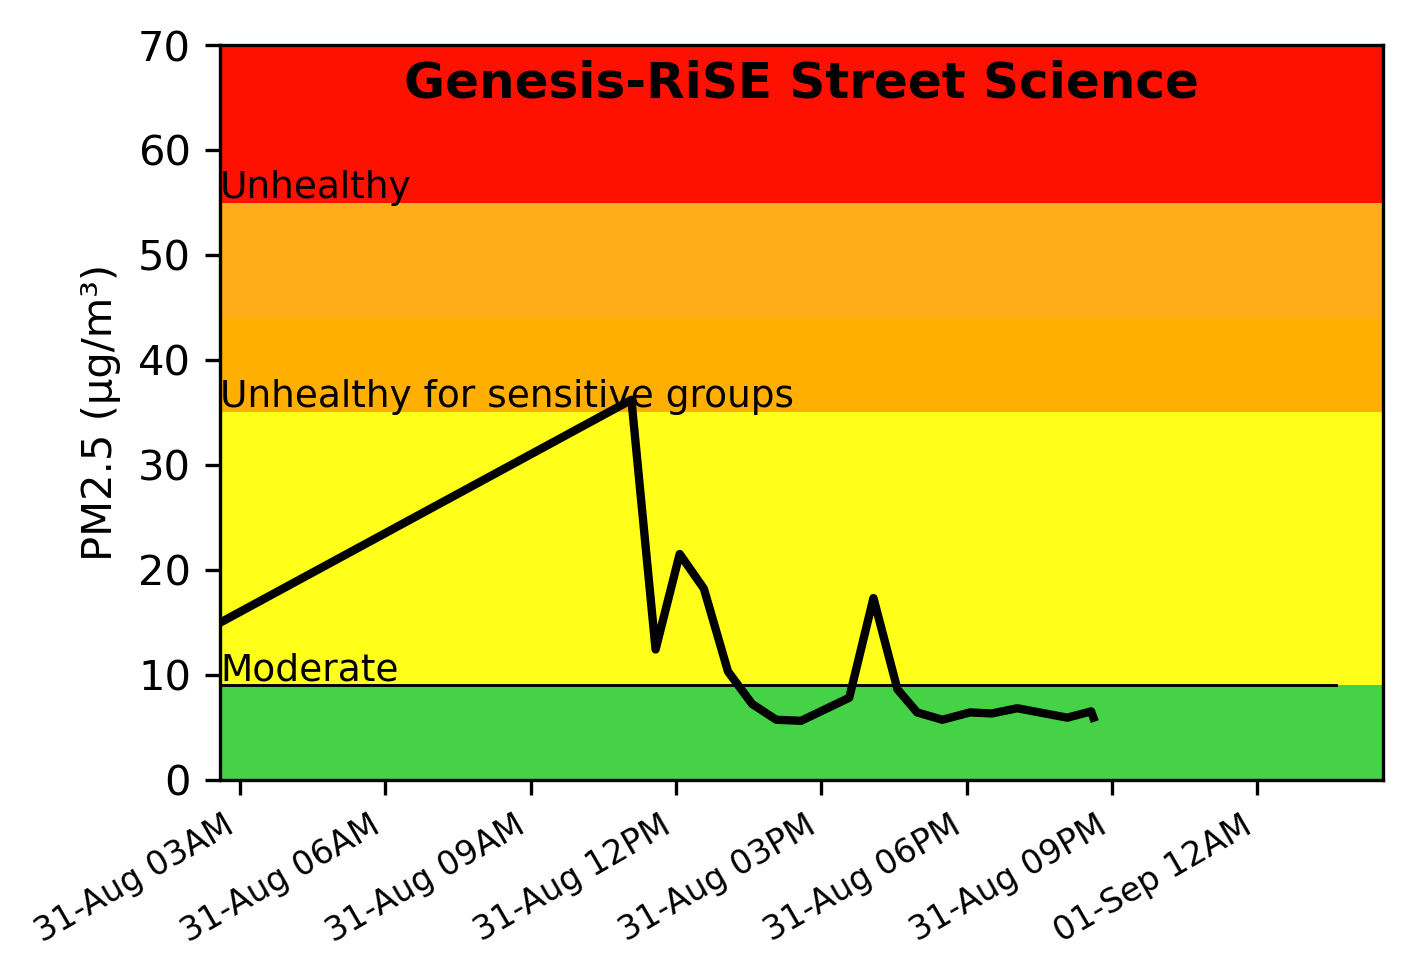 Genesis-RiSE Street Science
PM2.5 (µg/m³)
70
60
50
40
30
20
10
0
Unhealthy
Unhealthy for sensitive groups
Moderate
31-Aug 03AM
31-Aug 06AM
31-Aug 09AM
31-Aug 12PM
31-Aug 03PM
31-Aug 06PM
31-Aug 09PM
01-Sep 12AM